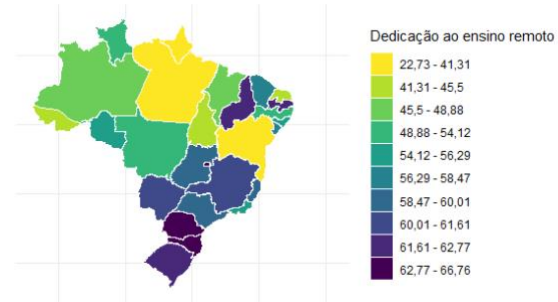 Dedicação ao ensino remoto
22,73 - 41,31
41,31 - 45,5
45,5 - 48,88
48,88 - 54,12
54,12 - 56,29
56,29 - 58,47
58,47 - 60,01
60,01 - 61,61
61,61 - 62,77
62,77 - 66,76